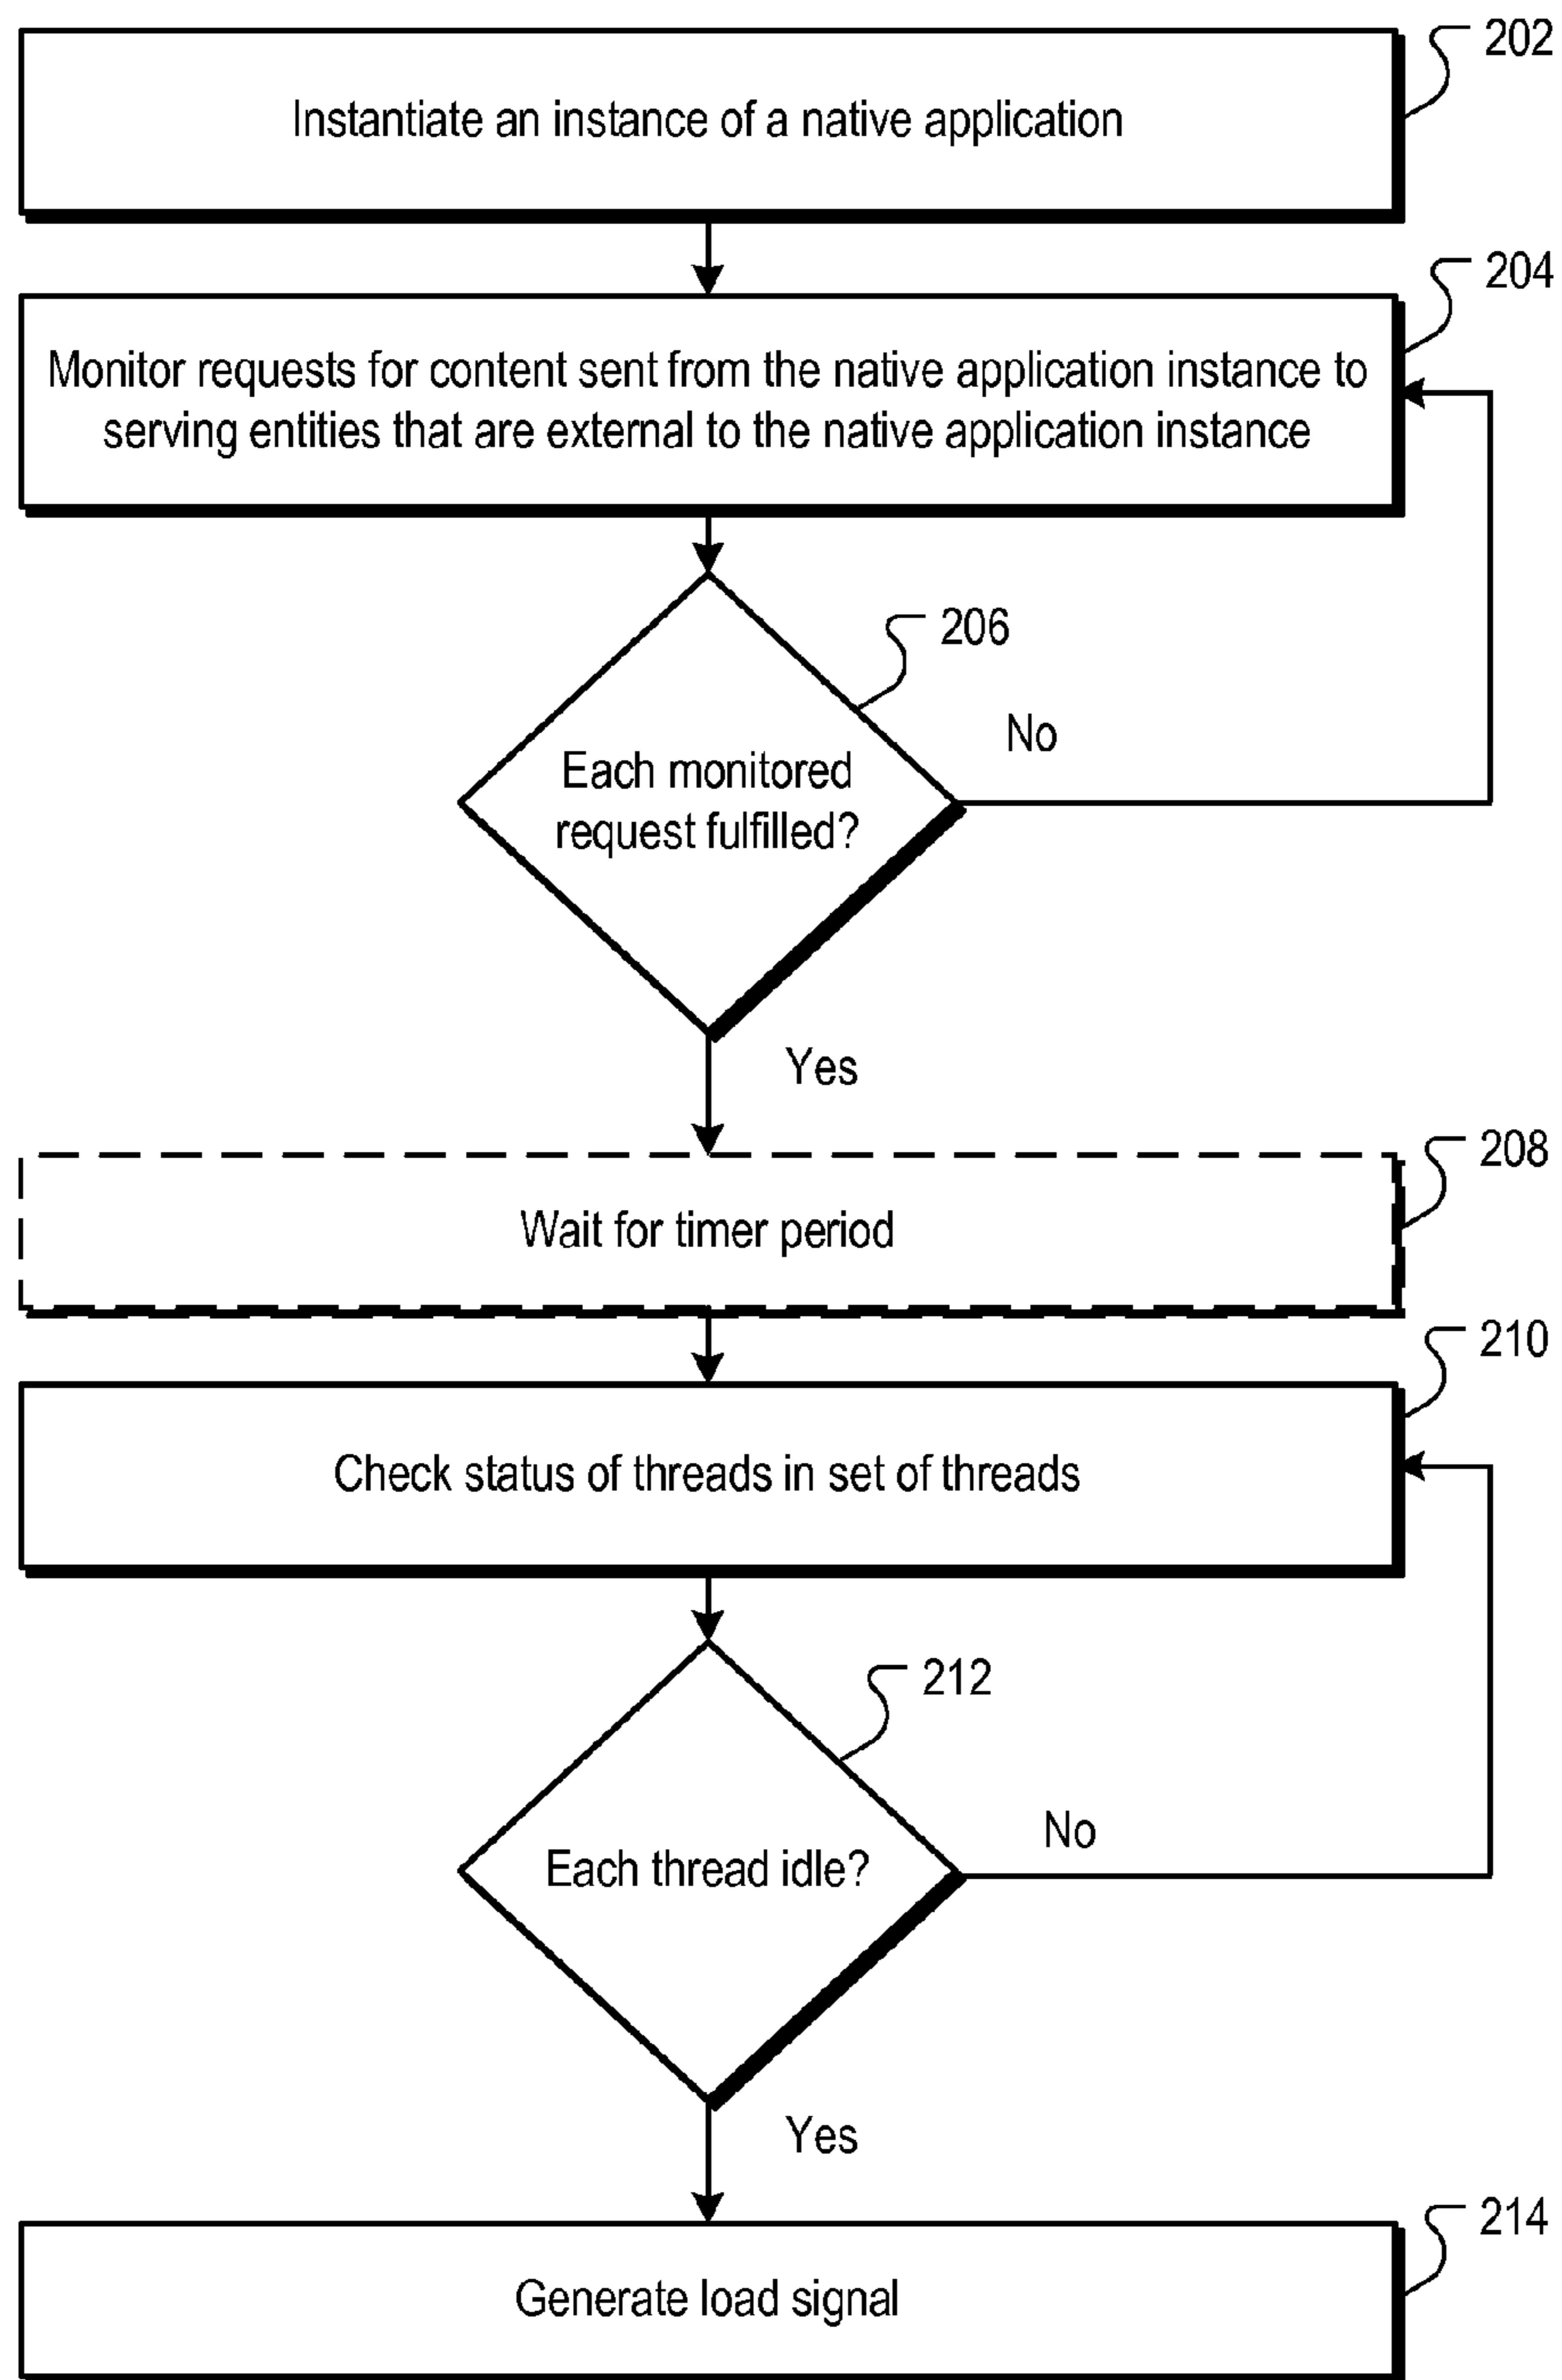 202
Instantiate an instance of a native application
204
Monitor requests for content sent from the native application instance to
serving entities that are external to the native application instance
206
No
Each monitored
request fulfilled?
Yes
208
Wait for timer period
210
Check status of threads in set of threads
212
No
Each thread idle?
Yes
214
Generate load signal